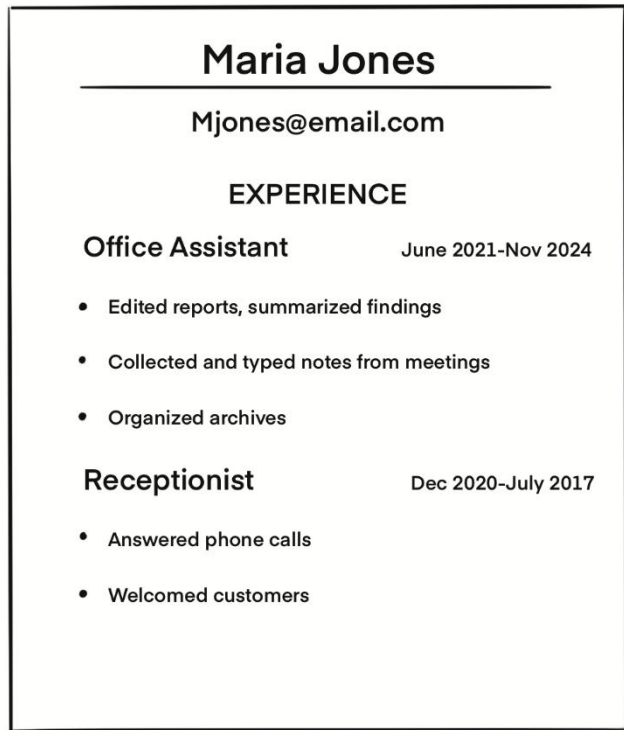 Maria Jones
Mjones@email.com
EXPERIENCE
Office Assistant June 2021-Nov 2024
• Edited reports, summarized findings
• Collected and typed notes from meetings
• Organized archives
Receptionist Dec 2020-July 2017
• Answered phone calls
• Welcomed customers